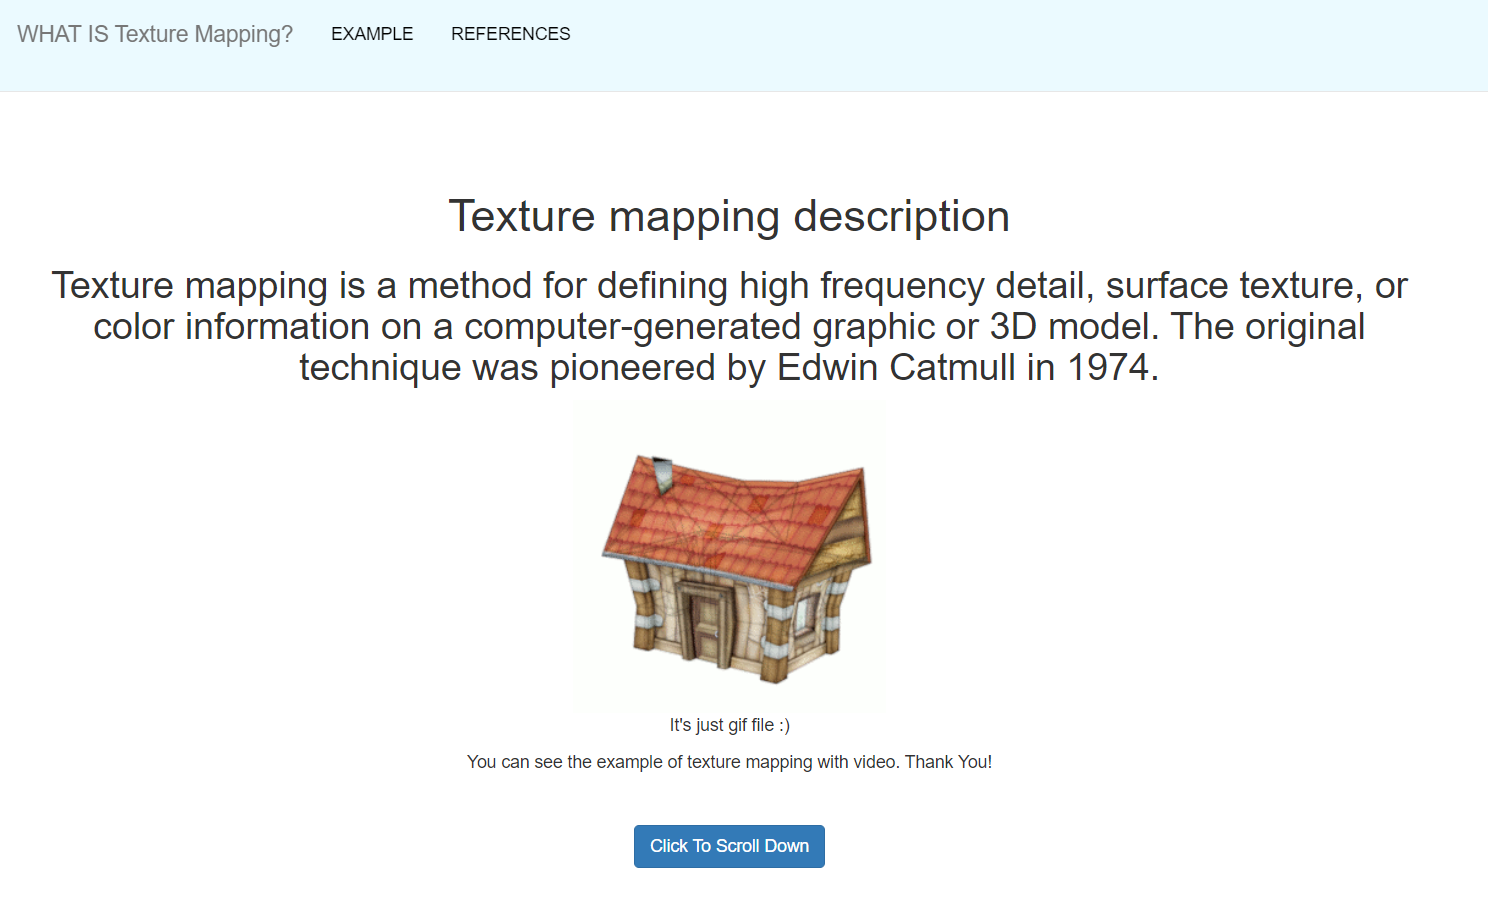 WHAT IS Texture Mapping? EXAMPLE REFERENCES
Texture mapping description
Texture mapping is a method for defining high frequency detail, surface texture, or
color information on a computer-generated graphic or 3D model. The original
technique was pioneered by Edwin Catmull in 1974.
It's just gif file :)
You can see the example of texture mapping with video. Thank You!
Click To Scroll Down